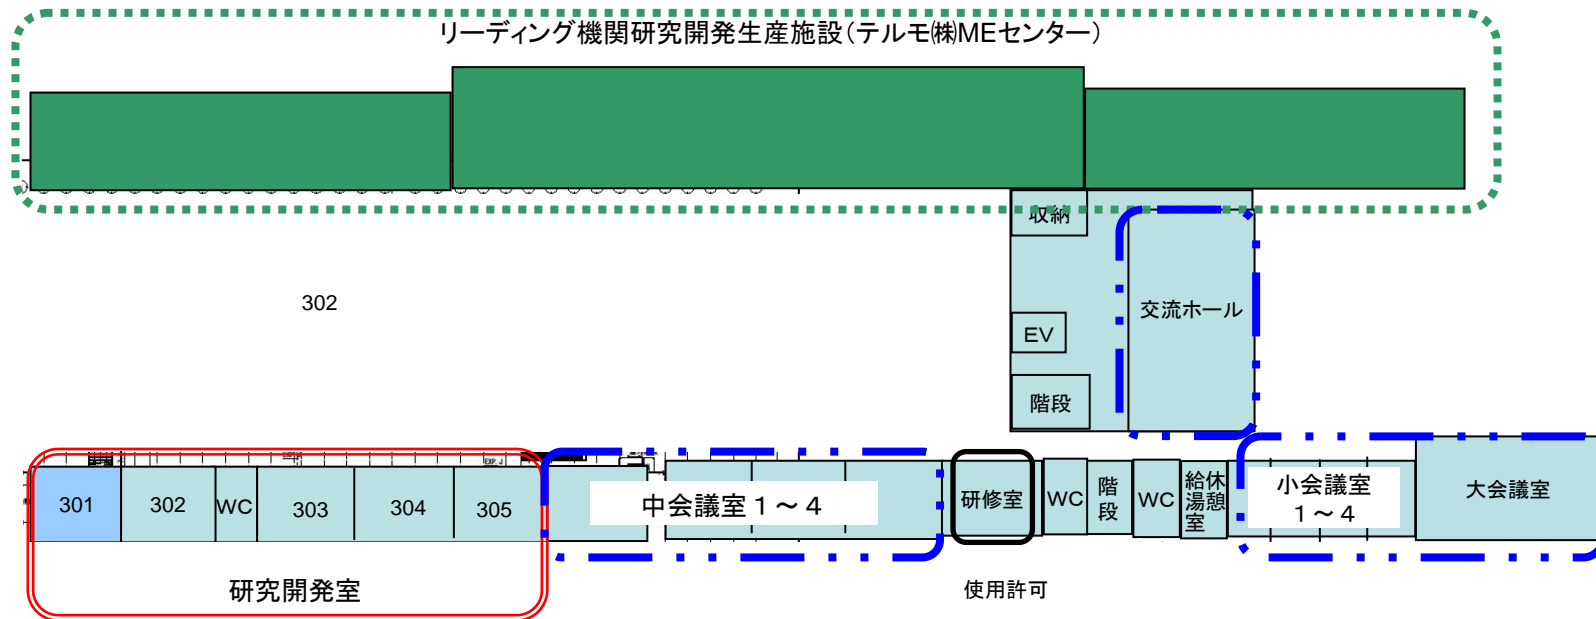 リーディング機関研究開発生産施設(テルモ㈱MEセンター)
収納
302
交流ホール
EV
階段
EXP.J
301
302
WC
303
304
305
中会議室1～4
研修室
WC
階段
WC
給湯室
休憩
小会議室
1～4
大会議室
研究開発室
使用許可